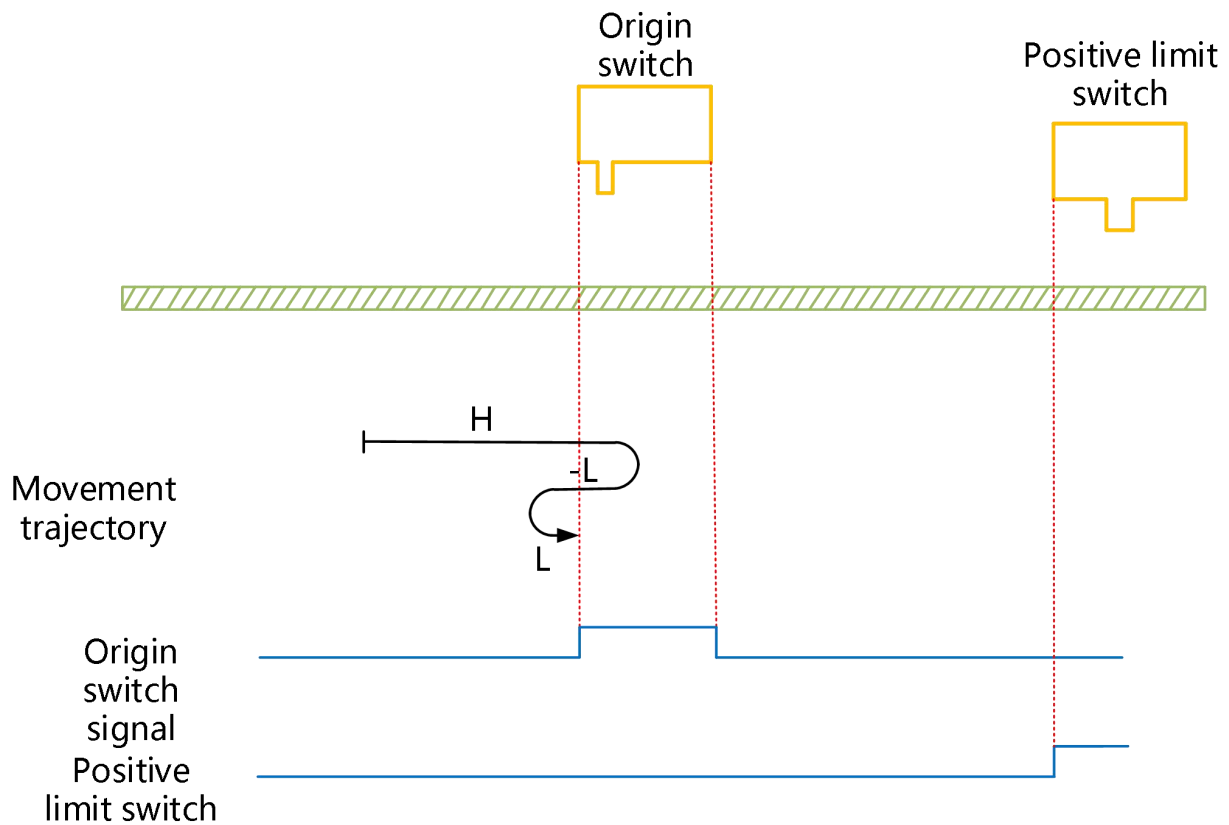 Origin
switch
Positive limit
switch
H
-L
Movement
trajectory
L
Origin
switch
signal
Positive
limit switch